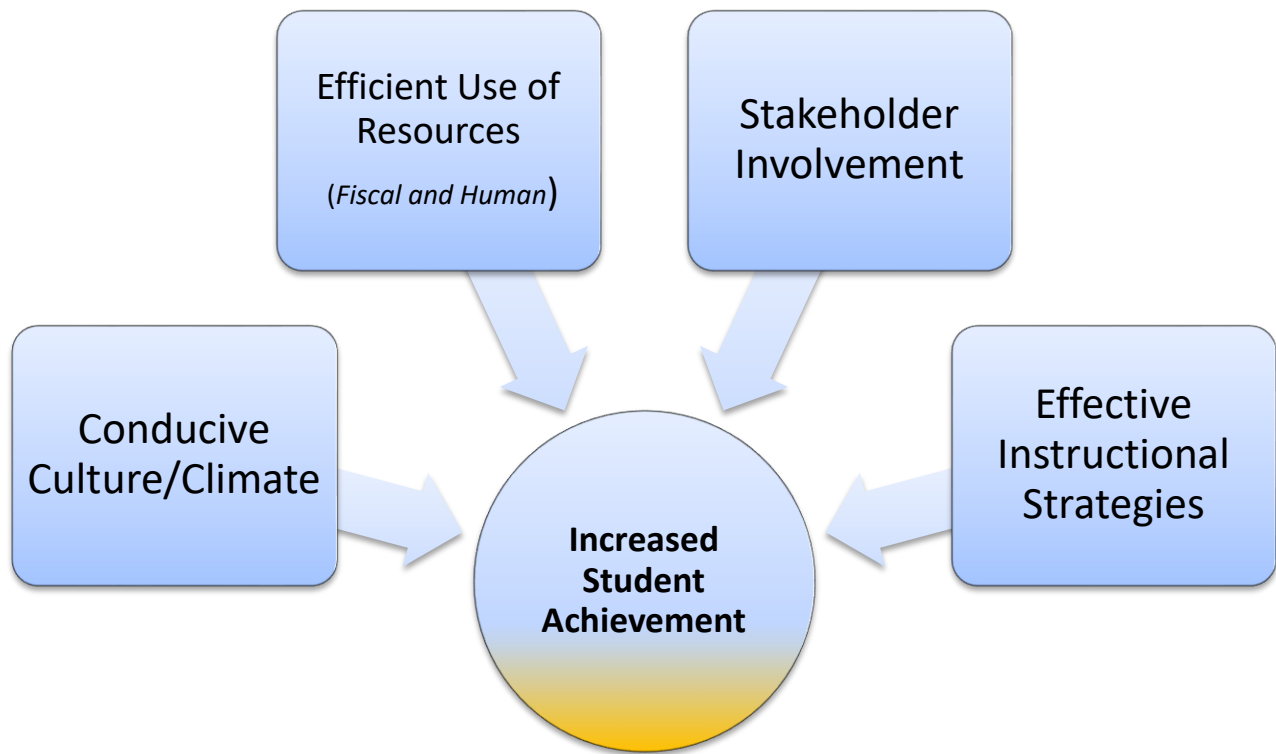 Efficient Use of
Resources
(Fiscal and Human)
Stakeholder
Involvement
Conducive
Culture/Climate
Effective
Instructional
Strategies
Increased
Student
Achievement